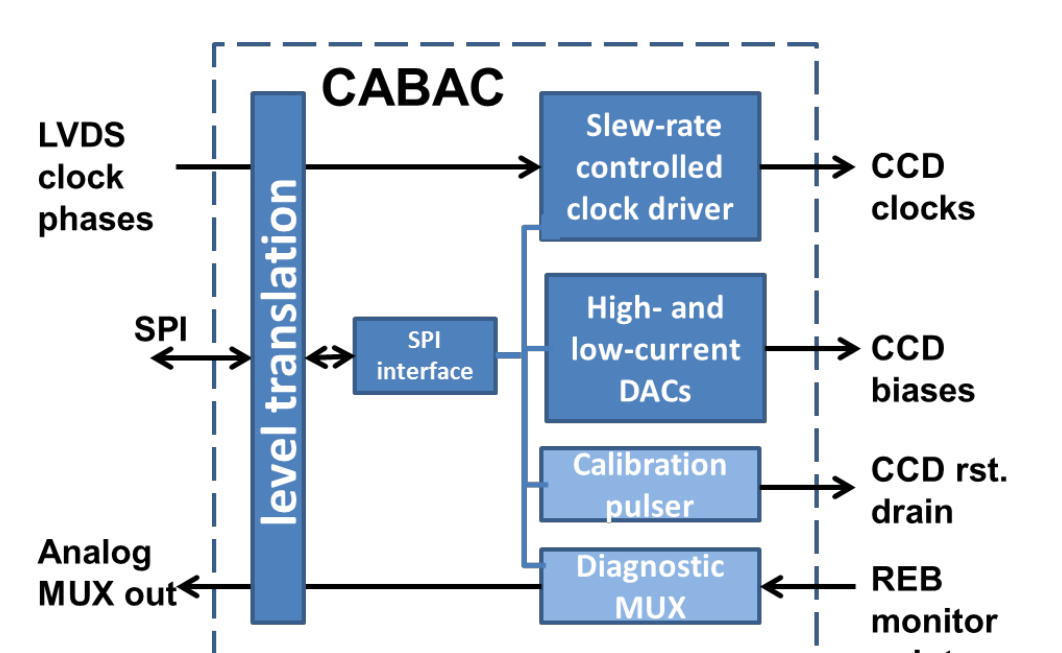 CABAC
LVDS
clock
phases
level translation
Slew-rate
controlled
clock driver
CCD
clocks
SPI
SPI
interface
High- and
low-current
DACs
CCD
biases
Calibration
pulser
CCD rst.
drain
Analog
MUX out
Diagnostic
MUX
REB
monitor